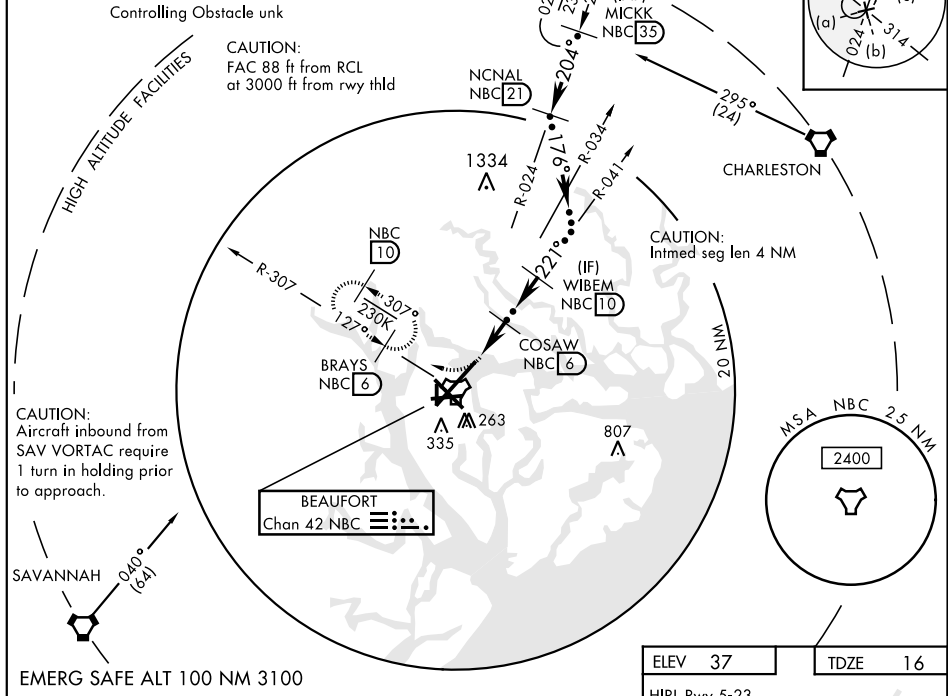 Controlling Obstacle unk
HIGH ALTITUDE FACILITIES
CAUTION:
FAC 88 ft from RCL
at 3000 ft from rwy thld
MICKK
NBC 35
204°
NCNAL
NBC 21
(a)
(b)
024
314
295°
(24)
CHARLESTON
176°
R-034
R-024
R-041
1334
CAUTION:
Intmed seg len 4 NM
NBC
10
R-307
307°
230K
127°
221°
(IF)
WIBEM
NBC 10
COSAW
NBC 6
BRAYS
NBC 6
20 NM
263
335
807
CAUTION:
Aircraft inbound from
SAV VORTAC require
1 turn in holding prior
to approach.
MSA NBC 25 NM
2400
BEAUFORT
Chan 42 NBC
SAVANNAH
040°
(64)
EMERG SAFE ALT 100 NM 3100
ELEV 37
TDZE 16
HIRL Rwy 5-23